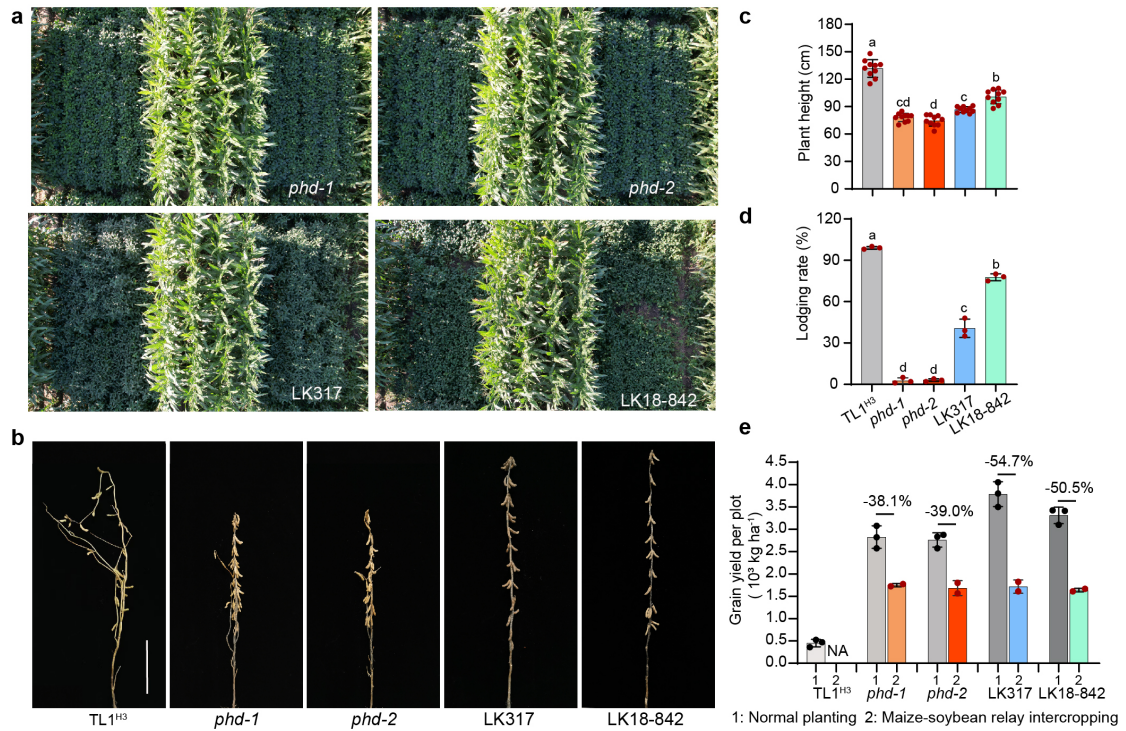 a
phd-1
phd-2
LK317
LK18-842
b
TL1ᴴ³
phd-1
phd-2
LK317
LK18-842
c
Plant height (cm)
180
150
120
90
60
30
0
a
cd
d
c
b
d
Lodging rate (%)
120
90
60
30
0
a
d
d
c
b
TL1ᴴ³
phd-1
phd-2
LK317
LK18-842
e
Grain yield per plot
( 10³ kg ha⁻¹)
4.5
4.0
3.5
3.0
2.5
2.0
1.5
1.0
0.5
0.0
NA
-38.1%
-39.0%
-54.7%
-50.5%
1 2 1 2 1 2 1 2 1 2
TL1ᴴ³ phd-1 phd-2 LK317 LK18-842
1: Normal planting 2: Maize-soybean relay intercropping